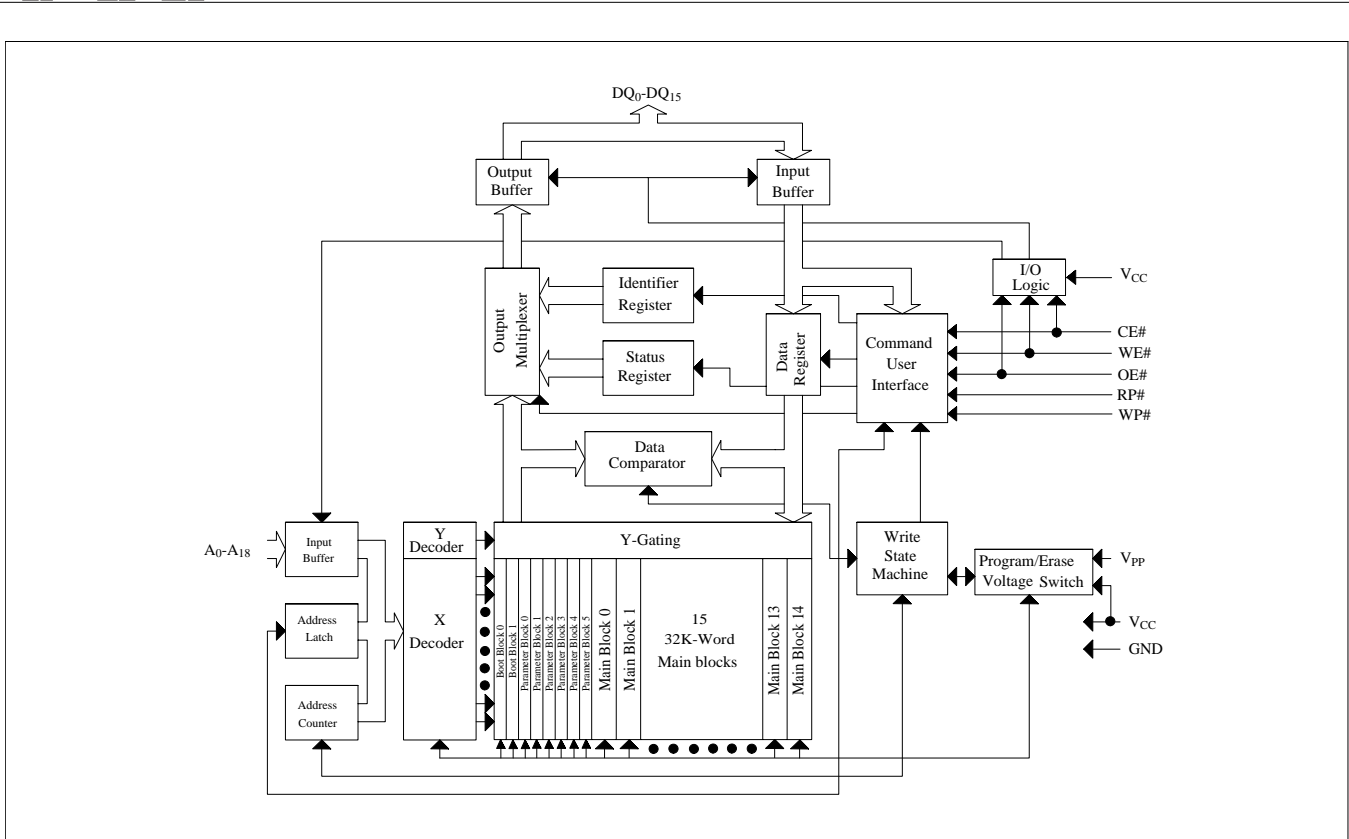 DQ0-DQ15
Output
Buffer
Input
Buffer
I/O
Logic
VCC
Identifier
Register
Output
Multiplexer
Status
Register
Data
Register
Command
User
Interface
CE#
WE#
OE#
RP#
WP#
Data
Comparator
A0-A18
Input
Buffer
Y
Decoder
Y-Gating
Write
State
Machine
Program/Erase
Voltage Switch
VPP
VCC
GND
Address
Latch
X
Decoder
Address
Counter
Boot Block 0
Boot Block 1
Parameter Block 0
Parameter Block 1
Parameter Block 2
Parameter Block 3
Parameter Block 4
Parameter Block 5
Main Block 0
Main Block 1
15
32K-Word
Main blocks
Main Block 13
Main Block 14